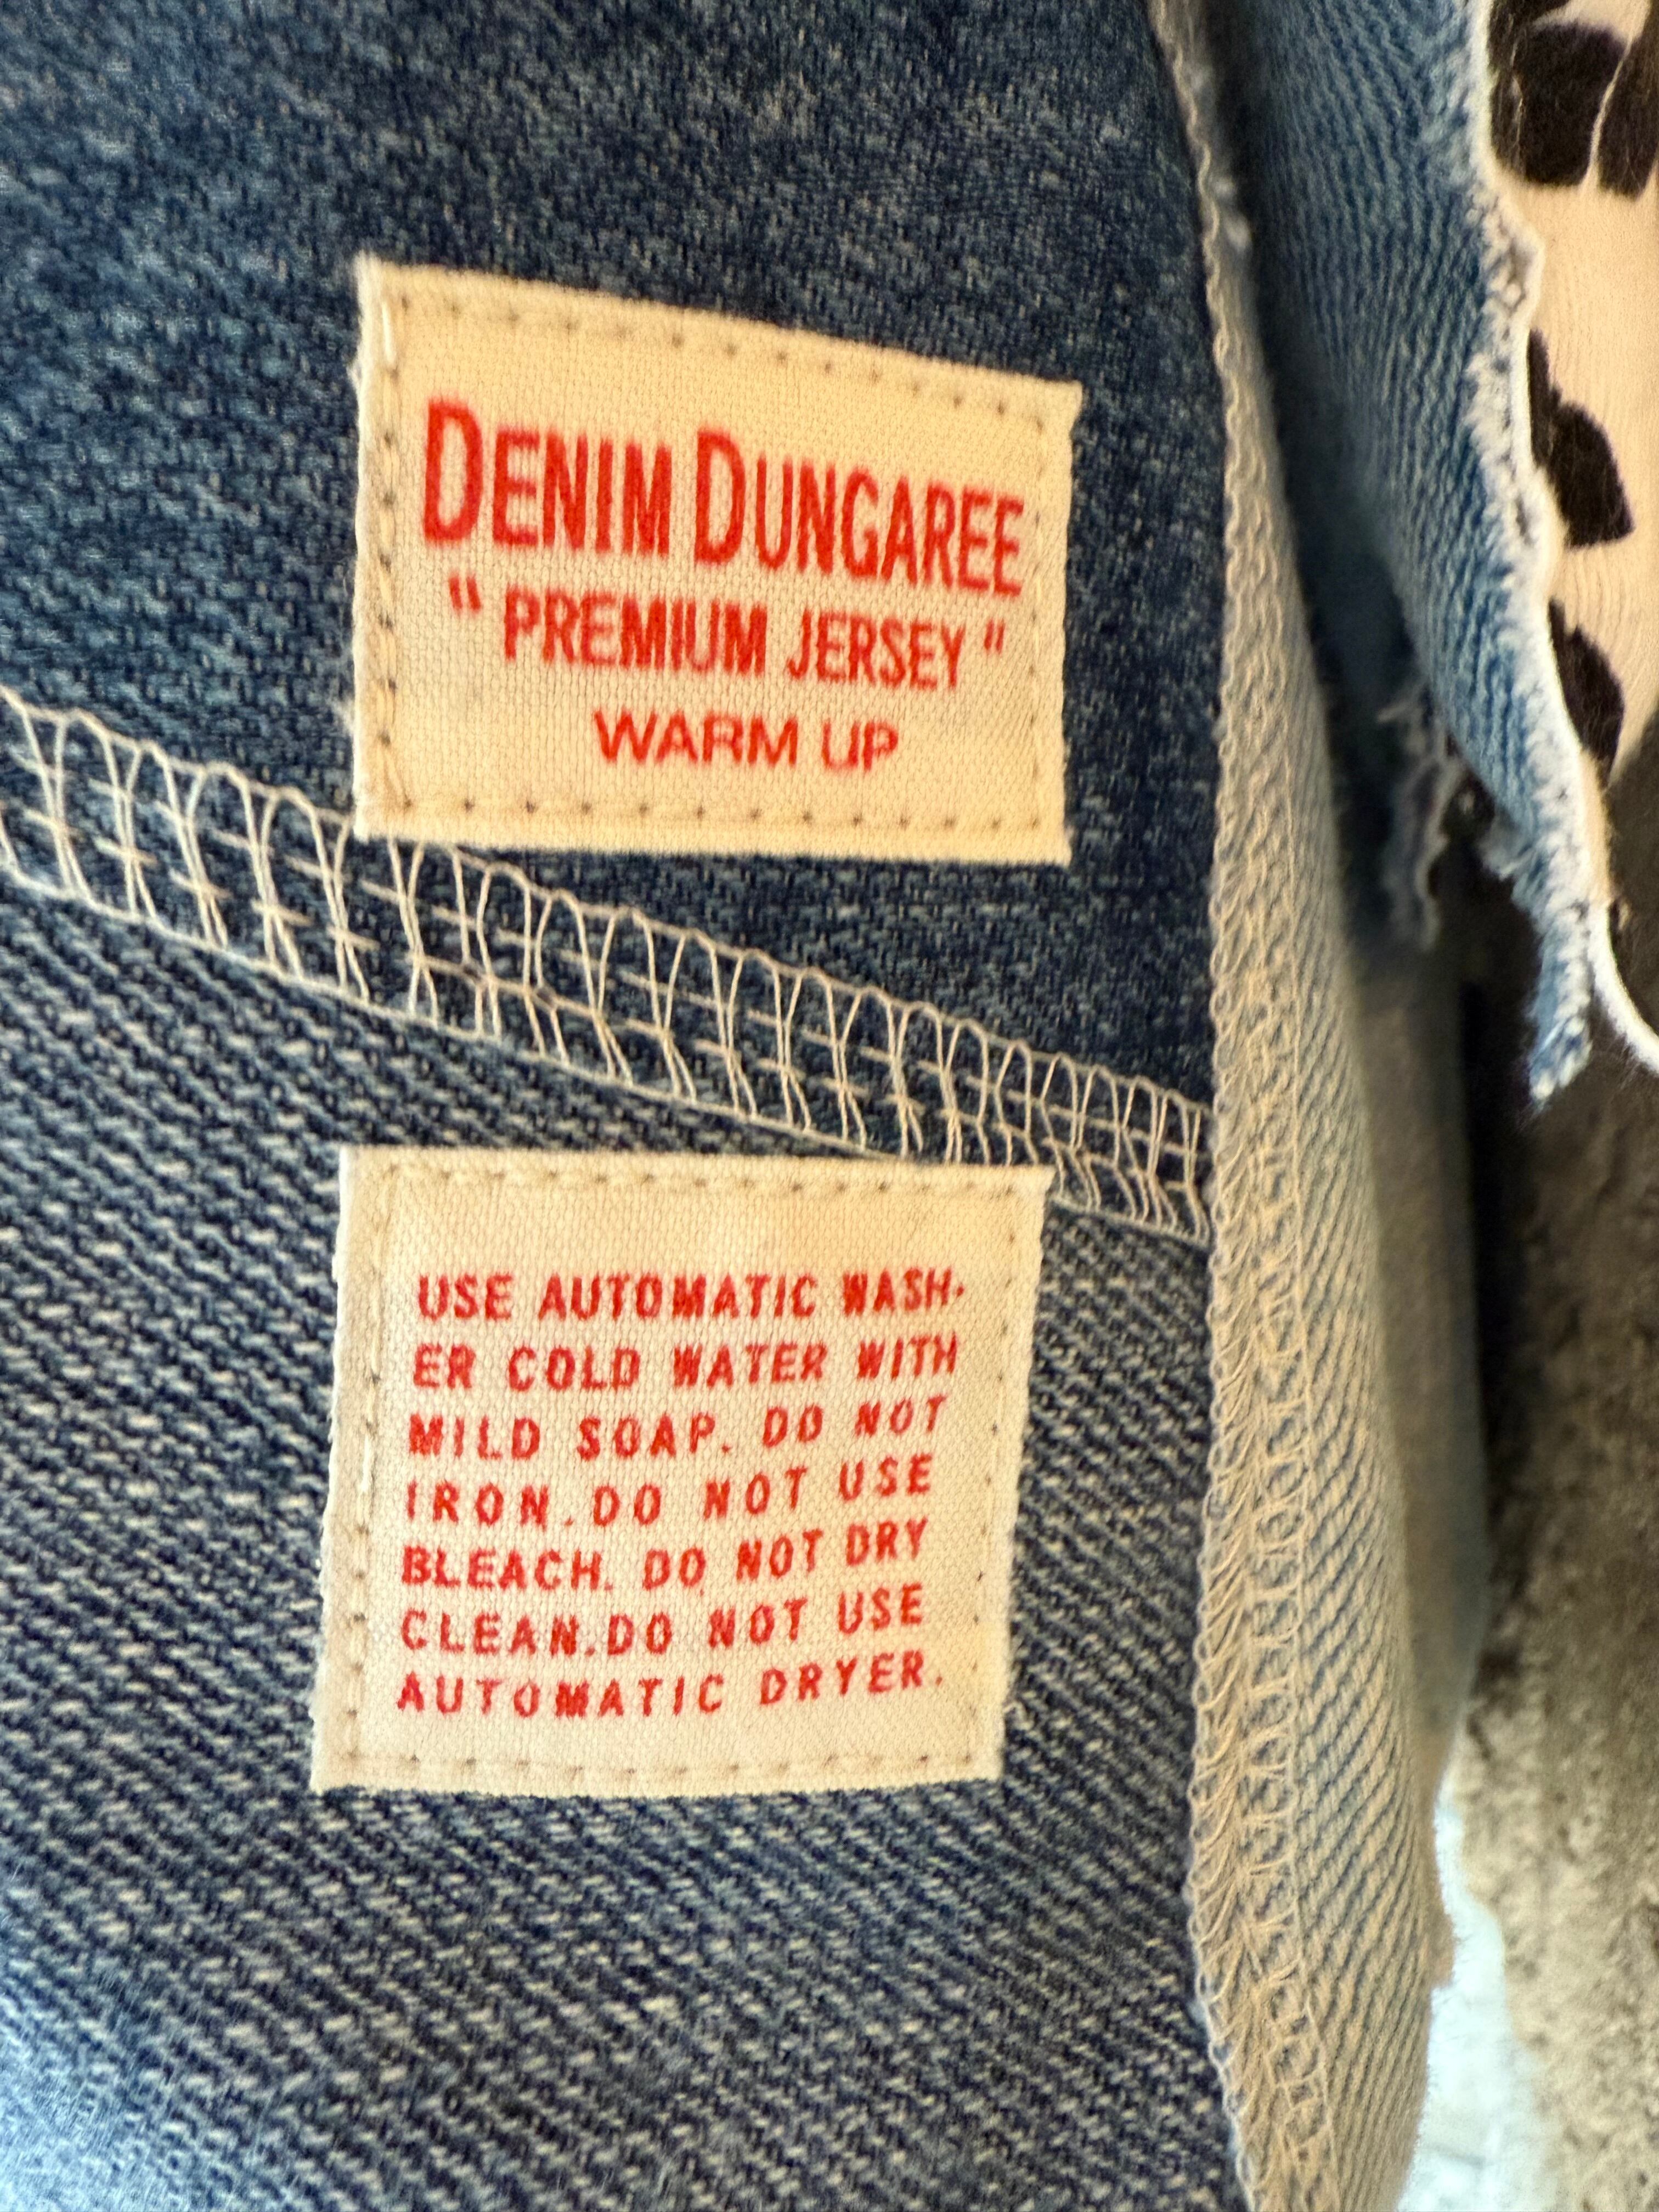 DENIM DUNGAREE
" PREMIUM JERSEY "
WARM UP
USE AUTOMATIC WASH-
ER COLD WATER WITH
MILD SOAP. DO NOT
IRON.DO NOT USE
BLEACH. DO NOT DRY
CLEAN.DO NOT USE
AUTOMATIC DRYER.